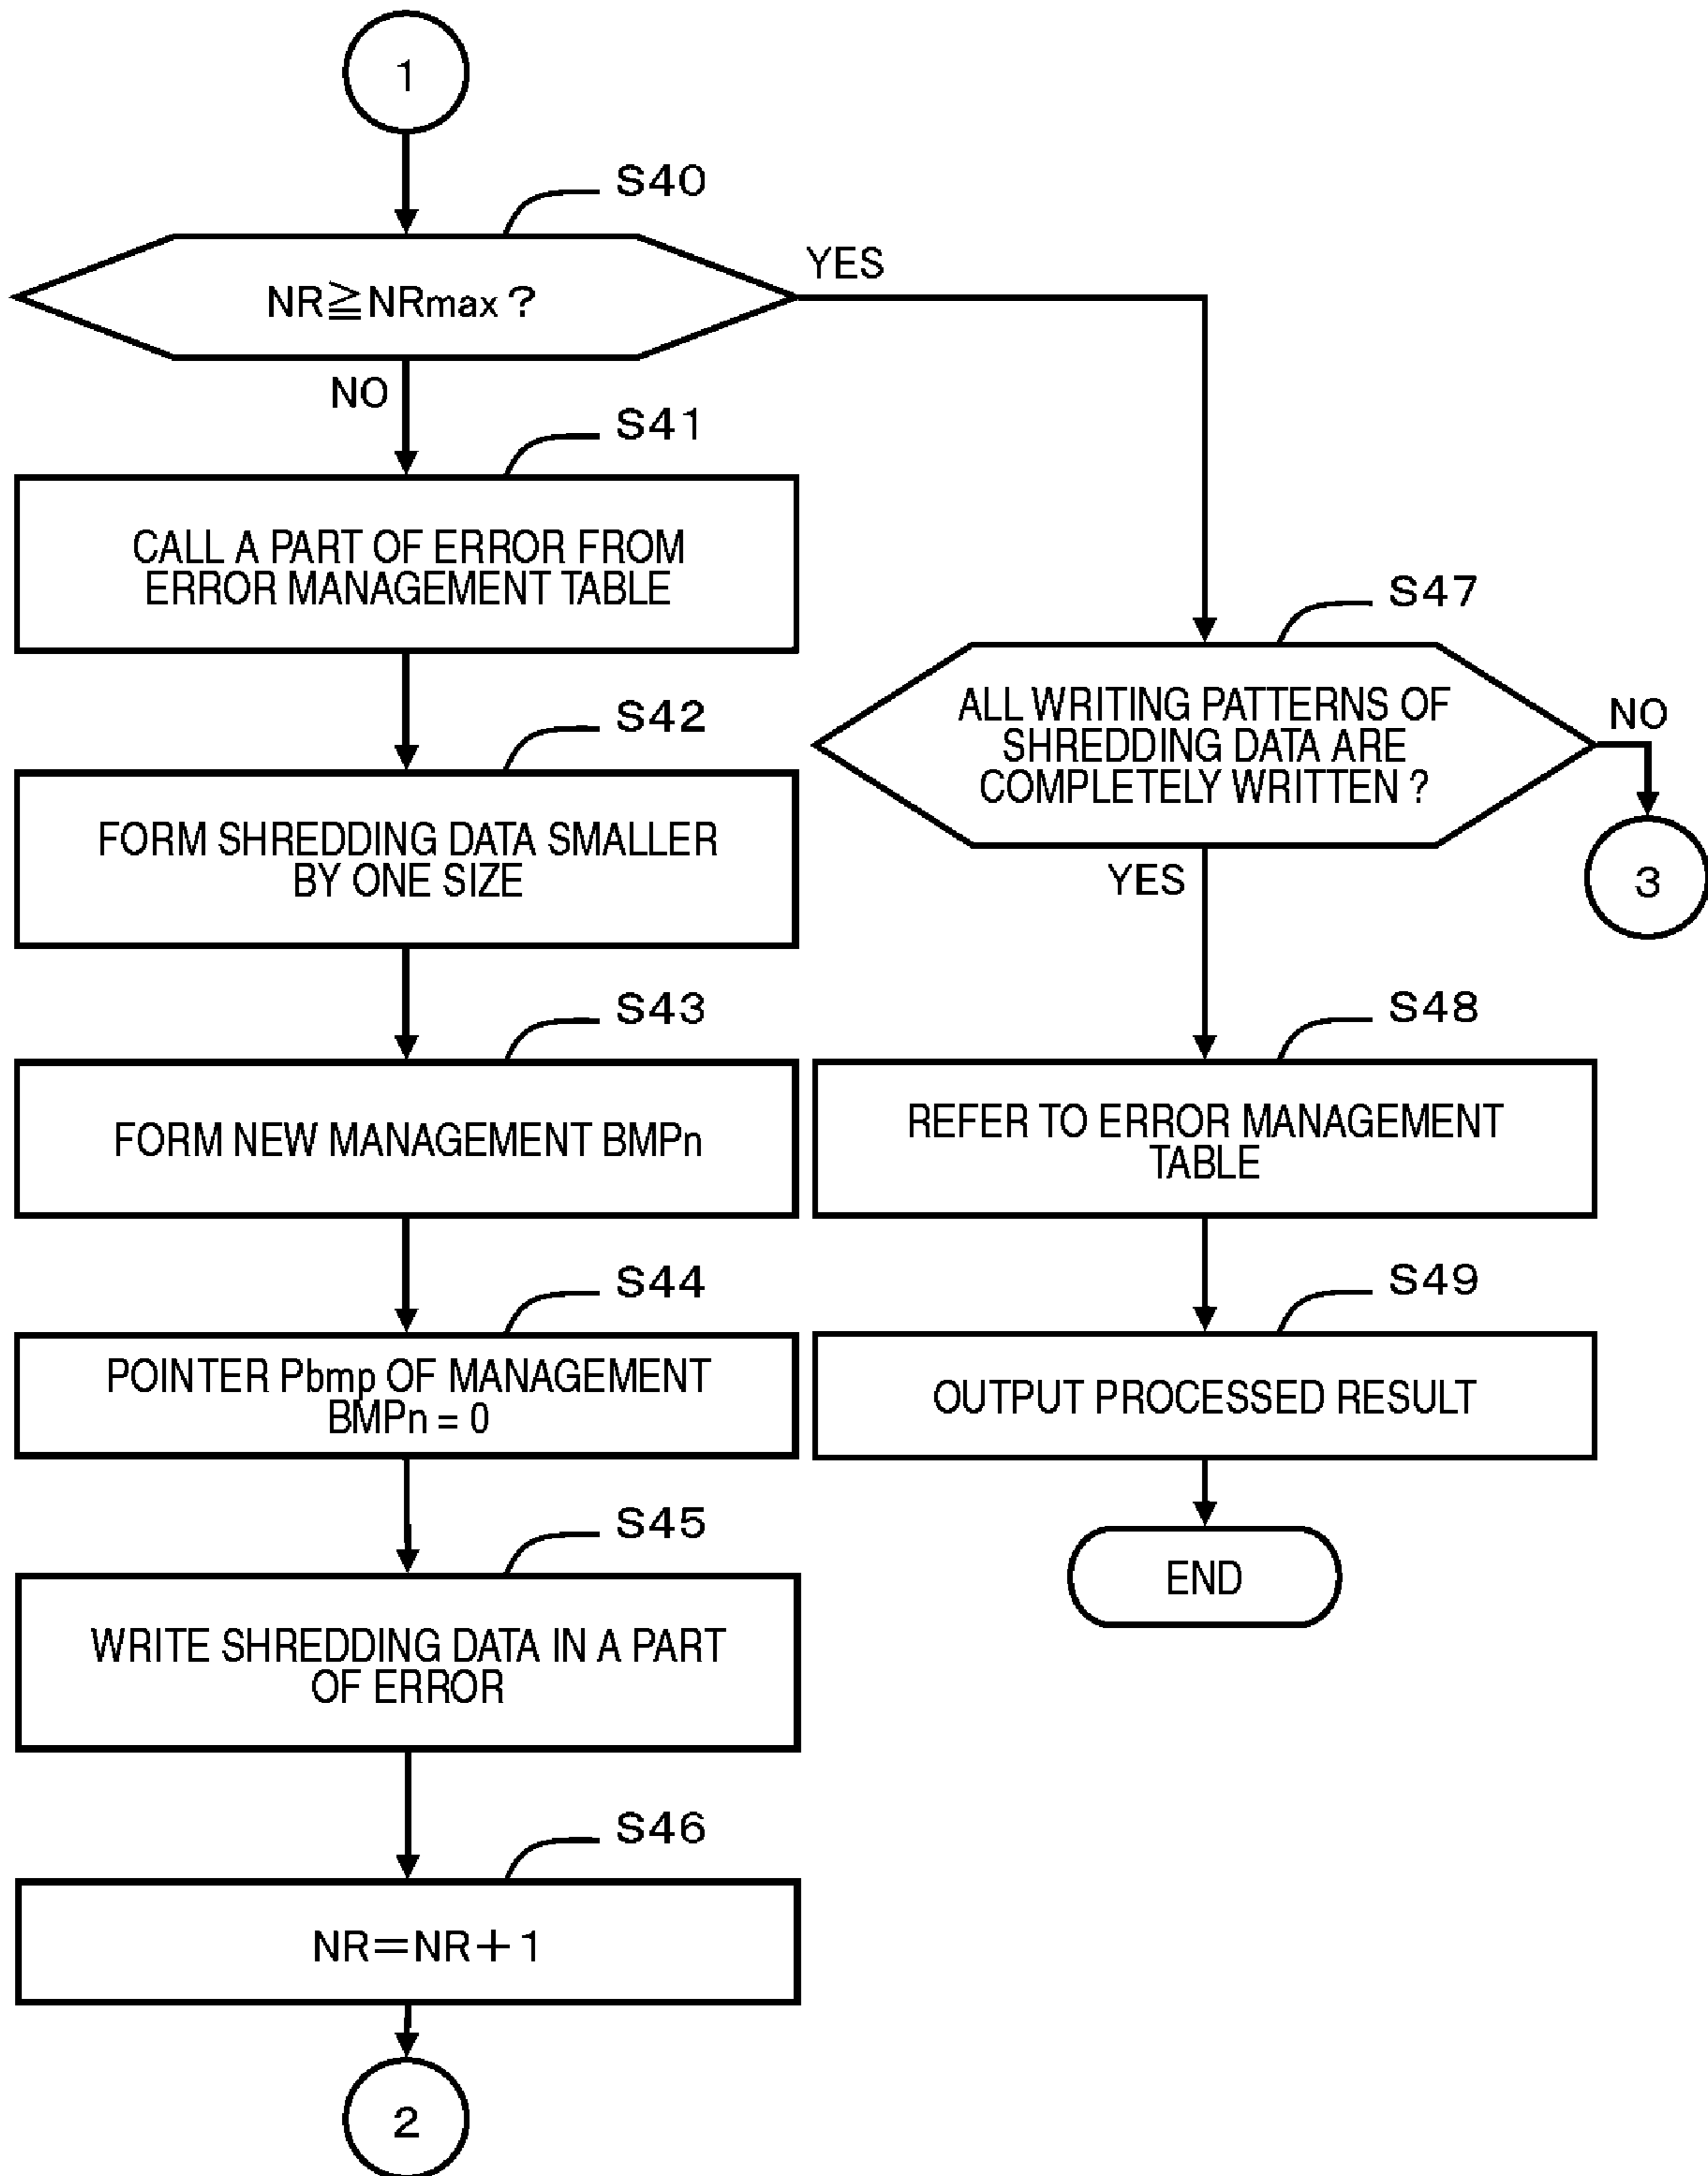 1
S40
NR≧NRmax ?
YES
NO
S41
CALL A PART OF ERROR FROM
ERROR MANAGEMENT TABLE
S42
FORM SHREDDING DATA SMALLER
BY ONE SIZE
S43
FORM NEW MANAGEMENT BMPn
S44
POINTER Pbmp OF MANAGEMENT
BMPn = 0
S45
WRITE SHREDDING DATA IN A PART
OF ERROR
S46
NR=NR+1
2
S47
ALL WRITING PATTERNS OF
SHREDDING DATA ARE
COMPLETELY WRITTEN ?
NO
3
YES
S48
REFER TO ERROR MANAGEMENT
TABLE
S49
OUTPUT PROCESSED RESULT
END